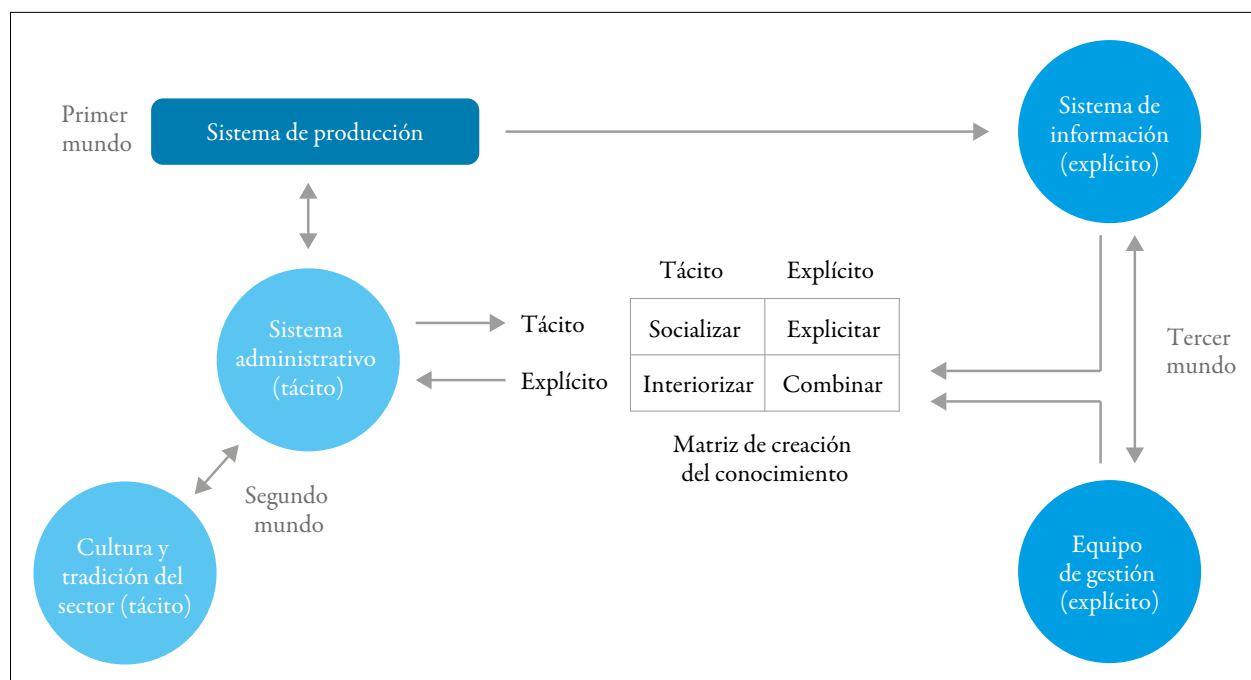 Primer
mundo
Sistema de producción
Sistema de
información
(explícito)
Tácito
Explícito
Sistema
administrativo
(tácito)
Tácito
Explícito
Socializar
Explicitar
Interiorizar
Combinar
Tercer
mundo
Matriz de creación
del conocimiento
Segundo
mundo
Cultura y
tradición del
sector (tácito)
Equipo
de gestión
(explícito)